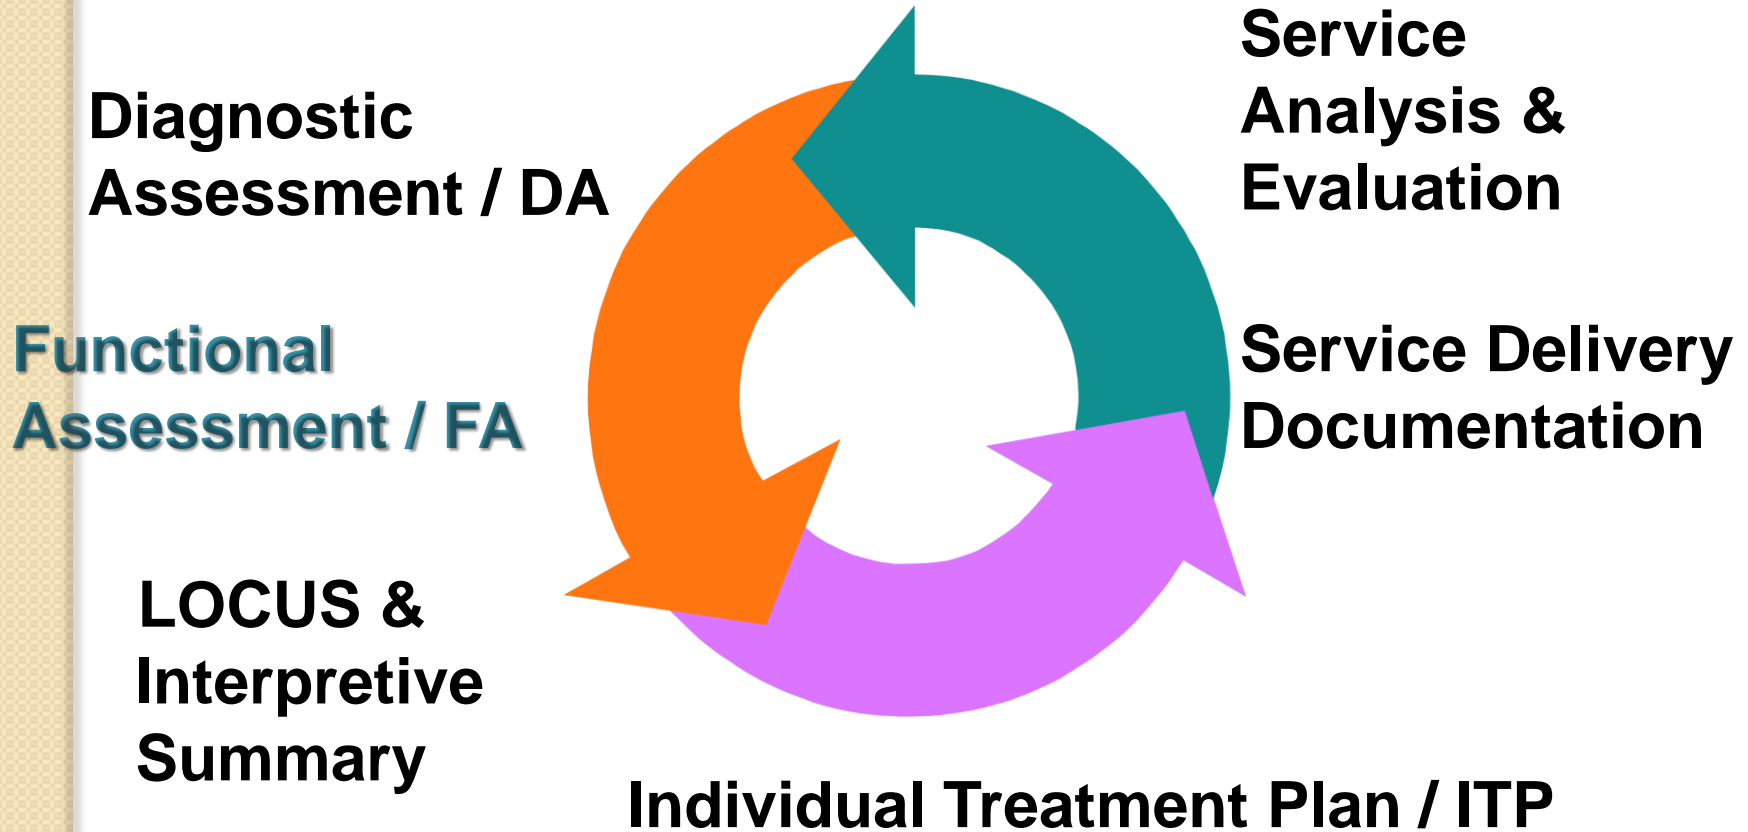 Diagnostic
Assessment / DA
Functional
Assessment / FA
LOCUS &
Interpretive
Summary
Individual Treatment Plan / ITP
Service Delivery
Documentation
Service
Analysis &
Evaluation